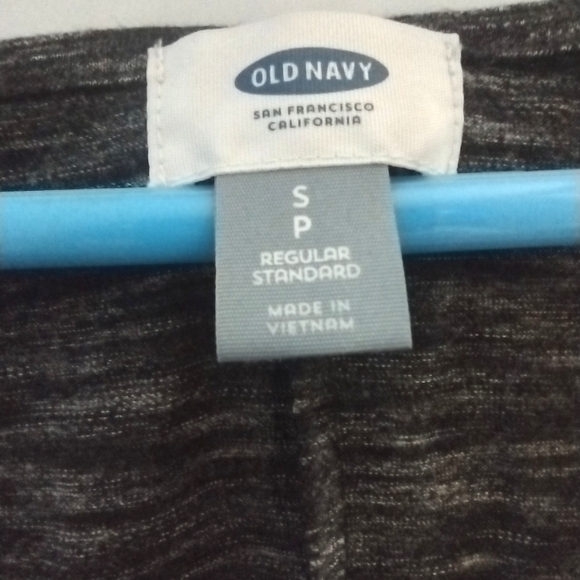 OLD NAVY
SAN FRANCISCO
CALIFORNIA
S
P
REGULAR
STANDARD
MADE IN
VIETNAM